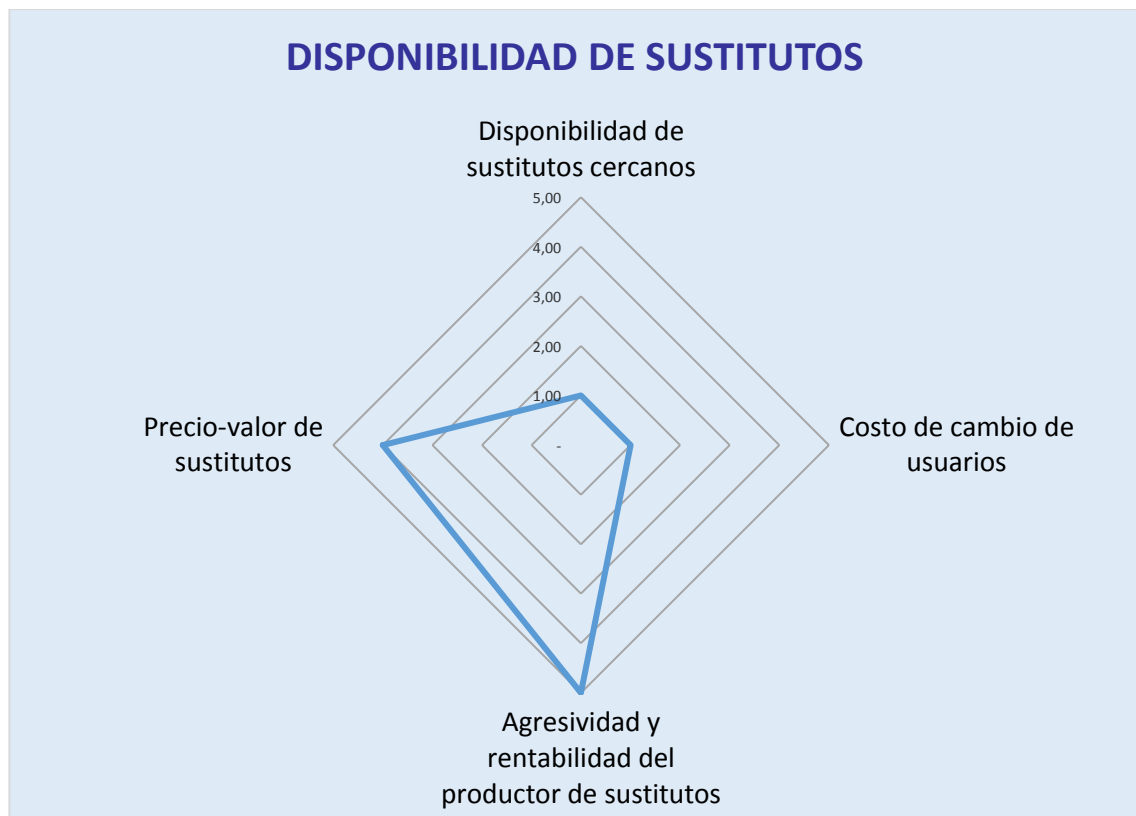 DISPONIBILIDAD DE SUSTITUTOS
Disponibilidad de
sustitutos cercanos
5,00
4,00
3,00
2,00
1,00
-
Precio-valor de
sustitutos
Costo de cambio de
usuarios
Agresividad y
rentabilidad del
productor de sustitutos